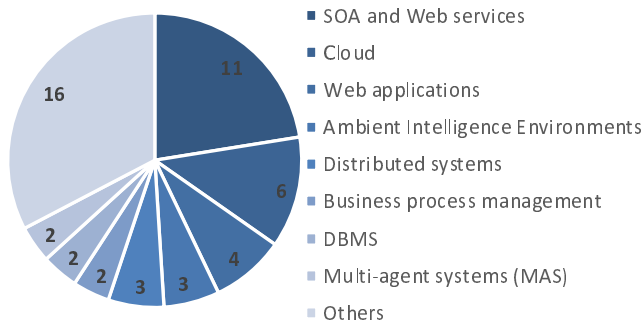 SOA and Web services
Cloud
Web applications
Ambient Intelligence Environments
Distributed systems
Business process management
DBMS
Multi-agent systems (MAS)
Others
11
6
4
3
3
2
2
2
16